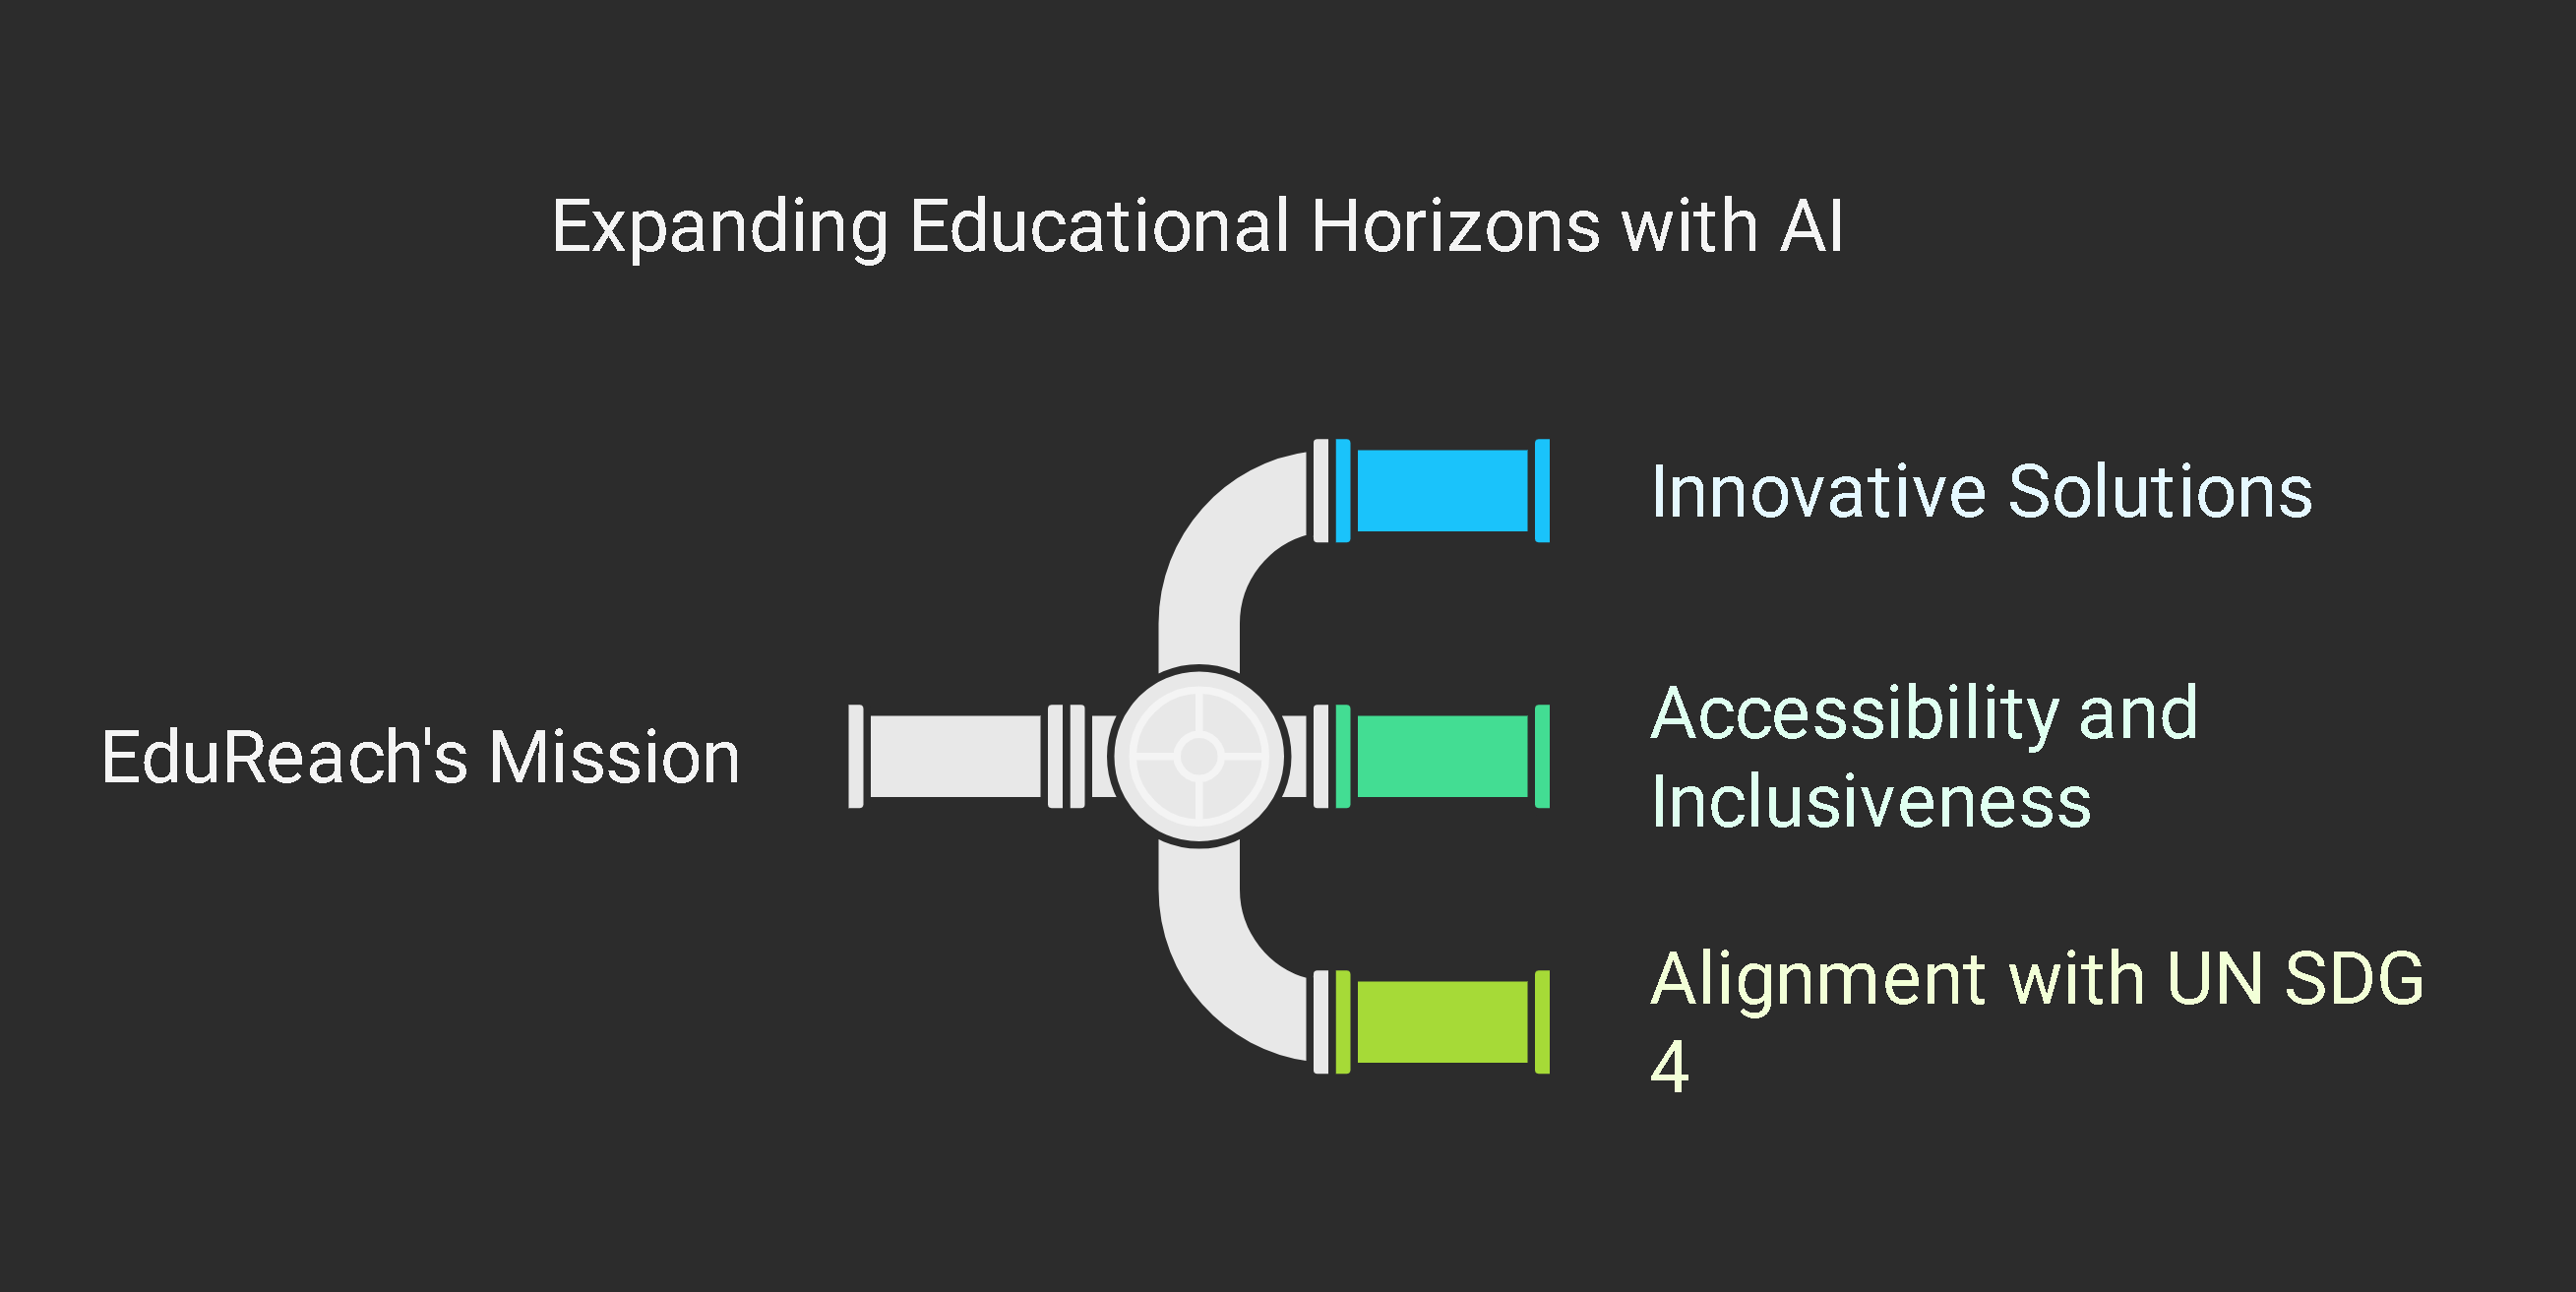 Expanding Educational Horizons with AI
Innovative Solutions
EduReach's Mission
Accessibility and
Inclusiveness
Alignment with UN SDG
4